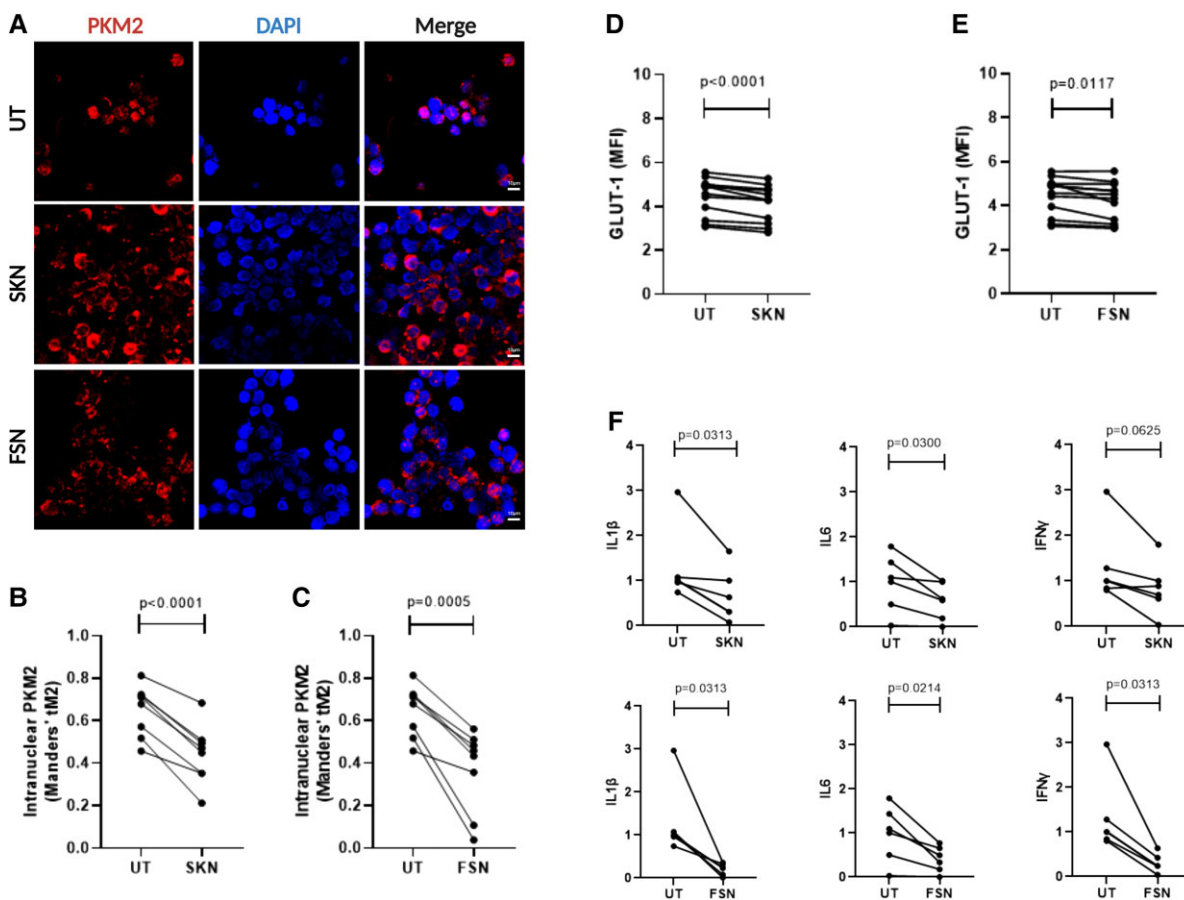 A
PKM2 DAPI Merge
UT
10µm
SKN
10µm
FSN
10µm
B
p<0.0001
Intranuclear PKM2
(Manders' tM2)
1.0
0.8
0.6
0.4
0.2
0.0
UT SKN
C
p=0.0005
Intranuclear PKM2
(Manders' tM2)
1.0
0.8
0.6
0.4
0.2
0.0
UT FSN
D
p<0.0001
GLUT-1 (MFI)
10
8
6
4
2
0
UT SKN
E
p=0.0117
GLUT-1 (MFI)
10
8
6
4
2
0
UT FSN
F
p=0.0313
IL1β
4
3
2
1
0
UT SKN
p=0.0300
IL6
4
3
2
1
0
UT SKN
p=0.0625
IFNγ
4
3
2
1
0
UT SKN
p=0.0313
IL1β
4
3
2
1
0
UT FSN
p=0.0214
IL6
4
3
2
1
0
UT FSN
p=0.0313
IFNγ
4
3
2
1
0
UT FSN